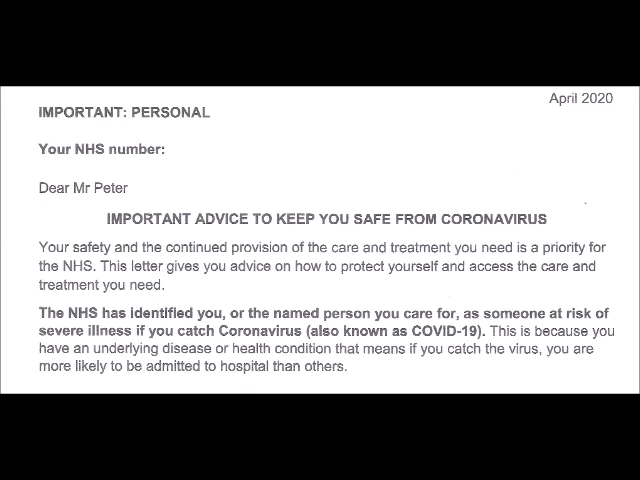 April 2020
IMPORTANT: PERSONAL
Your NHS number:
Dear Mr Peter
IMPORTANT ADVICE TO KEEP YOU SAFE FROM CORONAVIRUS
Your safety and the continued provision of the care and treatment you need is a priority for
the NHS. This letter gives you advice on how to protect yourself and access the care and
treatment you need.
The NHS has identified you, or the named person you care for, as someone at risk of
severe illness if you catch Coronavirus (also known as COVID-19). This is because you
have an underlying disease or health condition that means if you catch the virus, you are
more likely to be admitted to hospital than others.